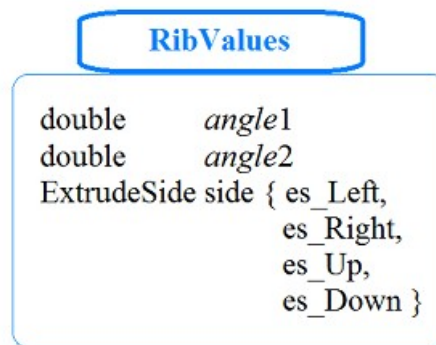 RibValues
double angle1
double angle2
ExtrudeSide side { es_Left,
es_Right,
es_Up,
es_Down }